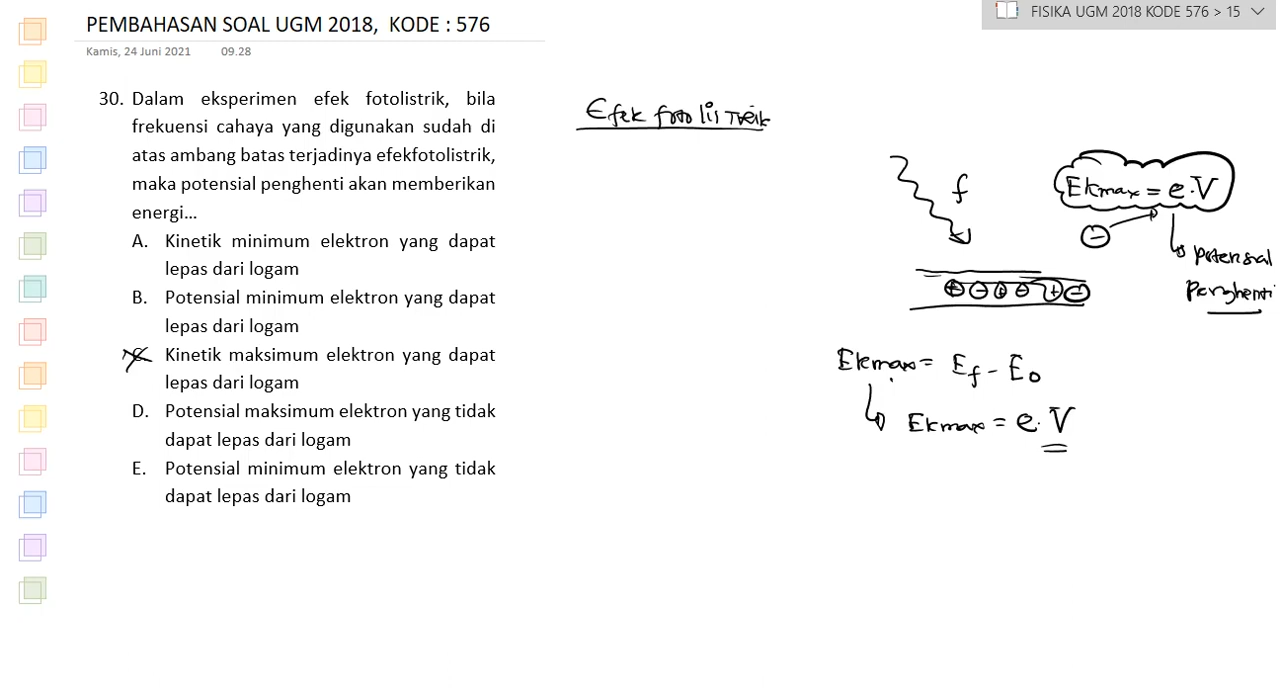 PEMBAHASAN SOAL UGM 2018, KODE : 576
FISIKA UGM 2018 KODE 576 > 15
Kamis, 24 Juni 2021 09.28
30. Dalam eksperimen efek fotolistrik, bila
frekuensi cahaya yang digunakan sudah di
atas ambang batas terjadinya efekfotolistrik,
maka potensial penghenti akan memberikan
energi...
A. Kinetik minimum elektron yang dapat
lepas dari logam
B. Potensial minimum elektron yang dapat
lepas dari logam
C. Kinetik maksimum elektron yang dapat
lepas dari logam
D. Potensial maksimum elektron yang tidak
dapat lepas dari logam
E. Potensial minimum elektron yang tidak
dapat lepas dari logam
Efek foto listrik
f
Ekmax = e.V
−
potensial
penghenti
+ − + − + −
Ekmax = Ef - Eo
Ekmax = e.V